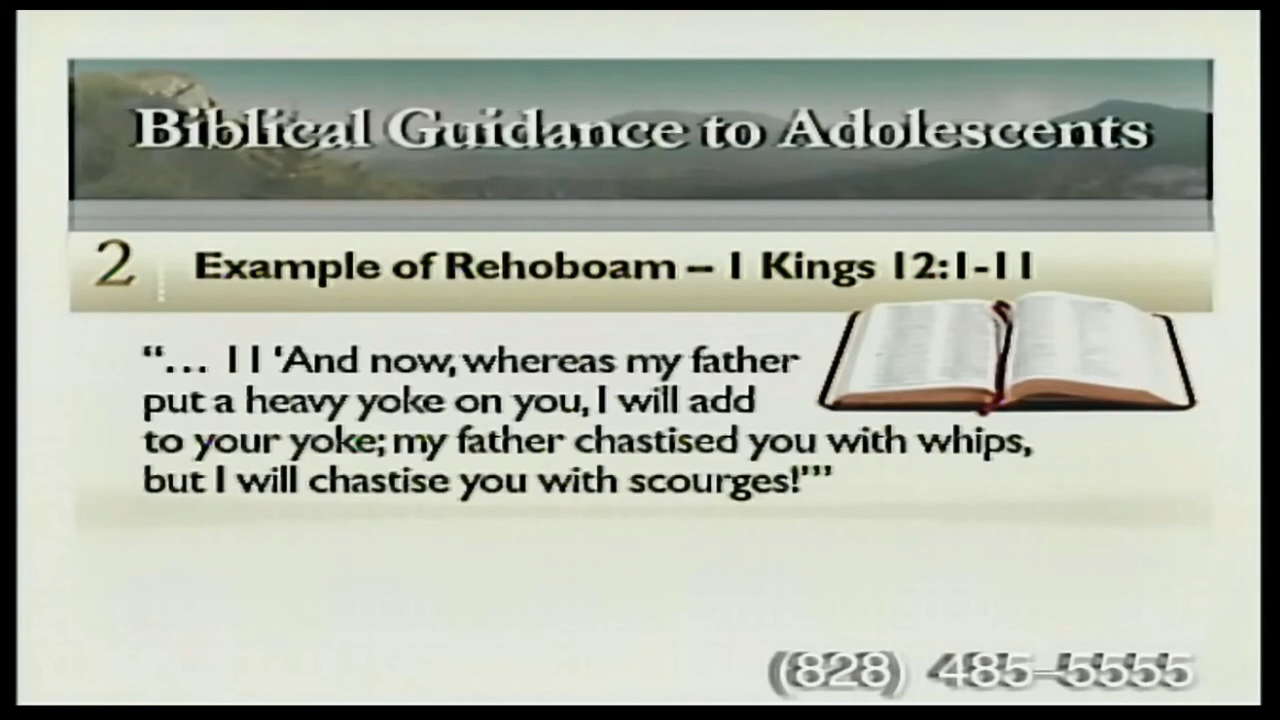 Biblical Guidance to Adolescents
2 Example of Rehoboam – 1 Kings 12:1-11
“... 11 ‘And now, whereas my father
put a heavy yoke on you, I will add
to your yoke; my father chastised you with whips,
but I will chastise you with scourges!’”
(828) 485–5555